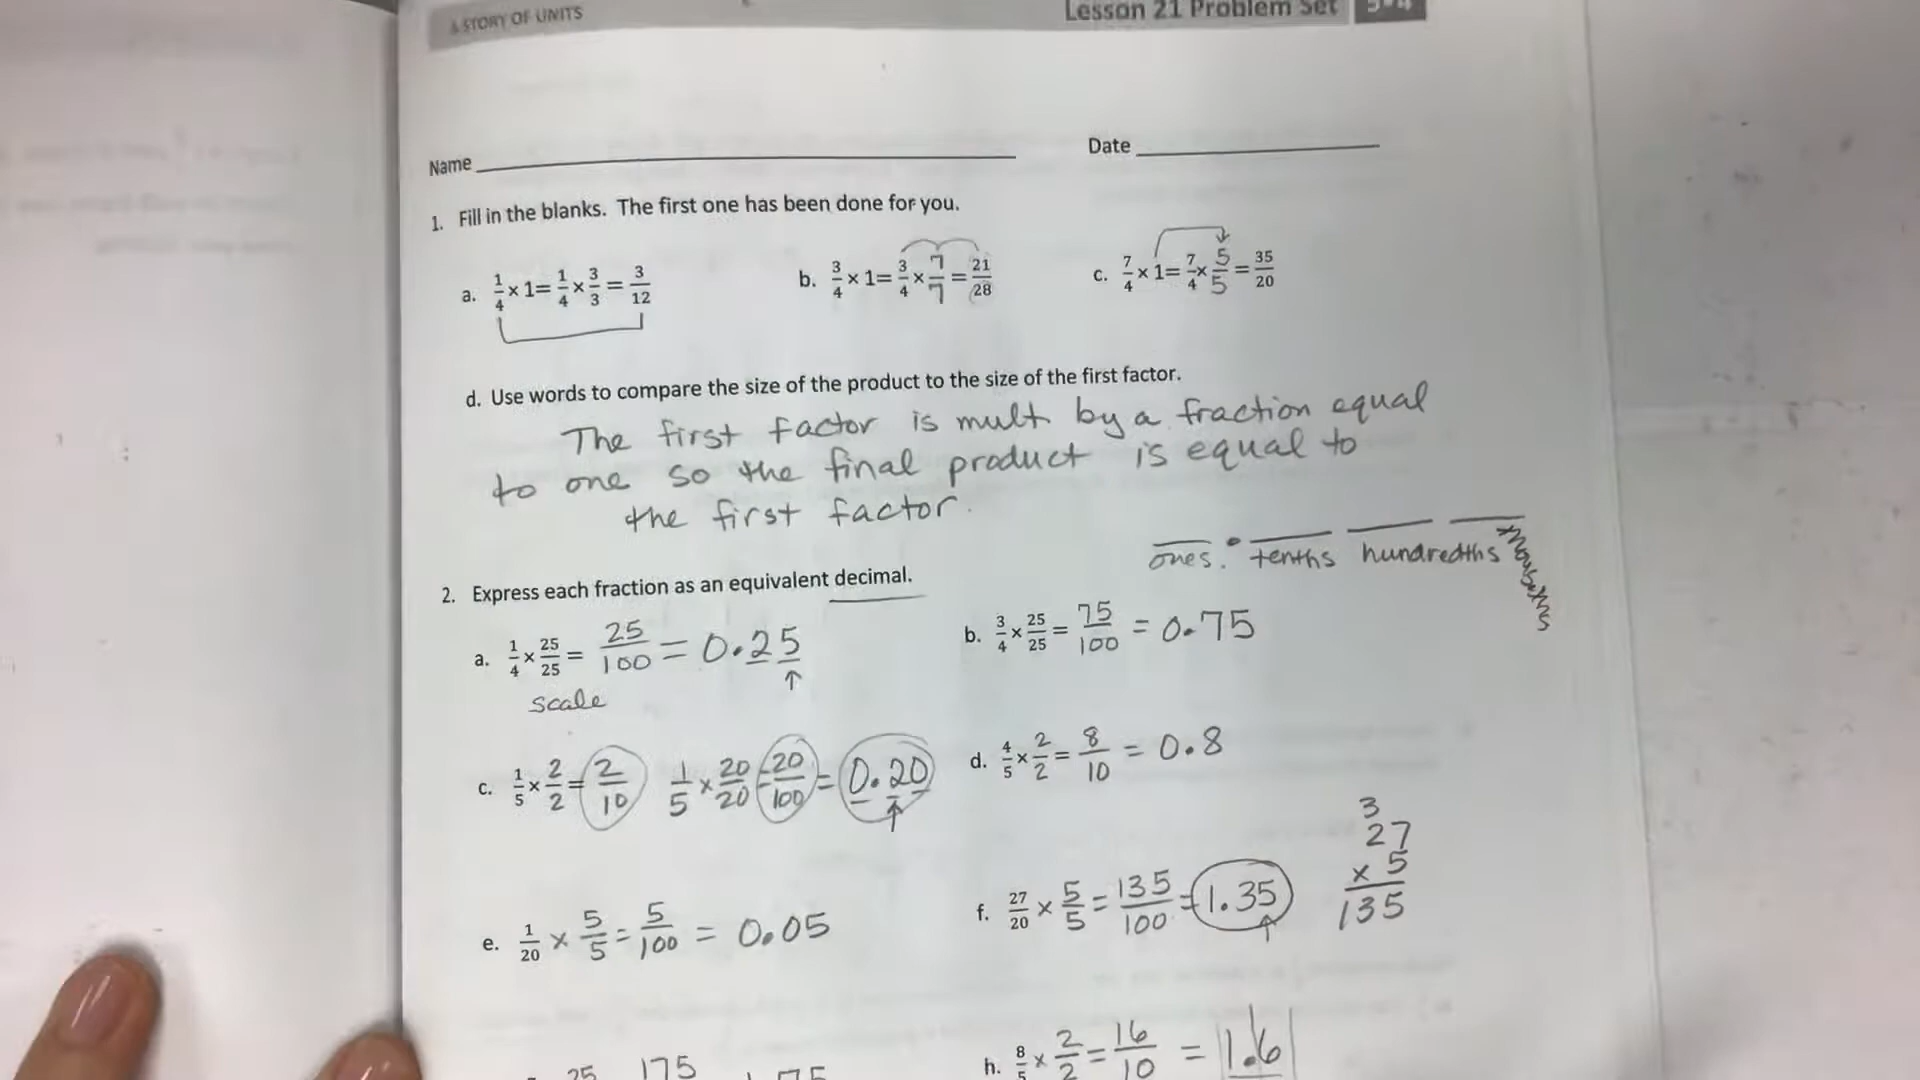 A STORY OF UNITS
Lesson 21 Problem Set 5•4
Name
Date
1. Fill in the blanks. The first one has been done for you.
a. 1/4 × 1= 1/4 × 3/3 = 3/12
b. 3/4 × 1= 3/4 × 7/7 = 21/28
c. 7/4 × 1= 7/4 × 5/5 = 35/20
d. Use words to compare the size of the product to the size of the first factor.
The first factor is mult by a fraction equal
to one so the final product is equal to
the first factor.
ones . tenths hundredths
2. Express each fraction as an equivalent decimal.
a. 1/4 × 25/25 = 25/100 = 0.25
scale
b. 3/4 × 25/25 = 75/100 = 0.75
c. 1/5 × 2/2 = 2/10 1/5 × 20/20 = 20/100 = 0.20
d. 4/5 × 2/2 = 8/10 = 0.8
e. 1/20 × 5/5 = 5/100 = 0.05
f. 27/20 × 5/5 = 135/100 = 1.35
3
27
× 5
135
25 175
h. 8/5 × 2/2 = 16/10 = 1.6